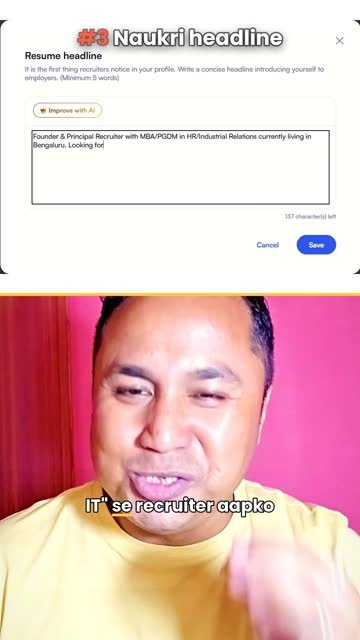 #3 Naukri headline
Resume headline
It is the first thing recruiters notice in your profile. Write a concise headline introducing yourself to
employers. (Minimum 5 words)
Improve with AI
Founder & Principal Recruiter with MBA/PGDM in HR/Industrial Relations currently living in
Bengaluru. Looking for
137 character(s) left
Cancel
Save
IT" se recruiter aapko